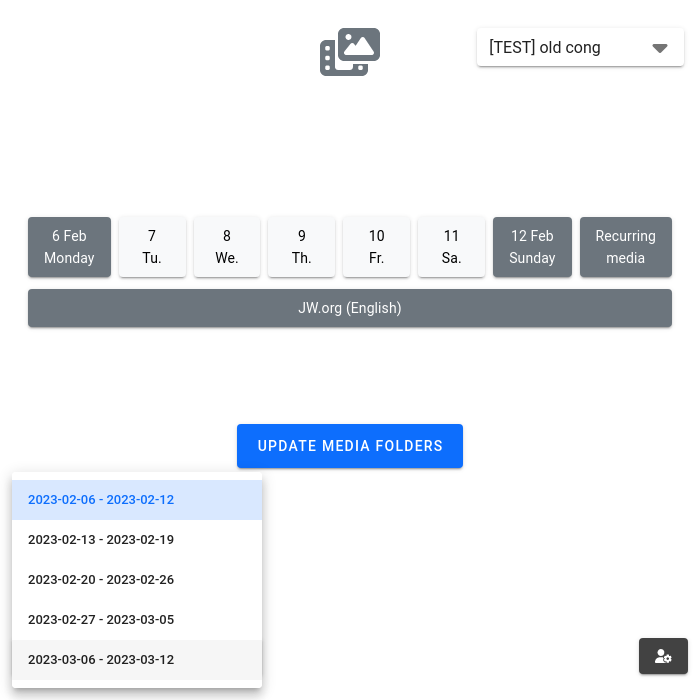 [TEST] old cong
6 Feb
Monday
7
Tu.
8
We.
9
Th.
10
Fr.
11
Sa.
12 Feb
Sunday
Recurring
media
JW.org (English)
UPDATE MEDIA FOLDERS
2023-02-06 - 2023-02-12
2023-02-13 - 2023-02-19
2023-02-20 - 2023-02-26
2023-02-27 - 2023-03-05
2023-03-06 - 2023-03-12